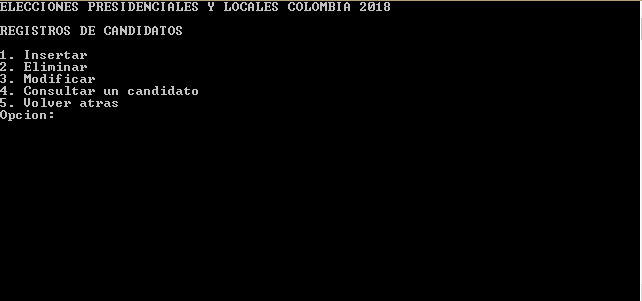 ELECCIONES PRESIDENCIALES Y LOCALES COLOMBIA 2018
REGISTROS DE CANDIDATOS
1. Insertar
2. Eliminar
3. Modificar
4. Consultar un candidato
5. Volver atras
Opcion: